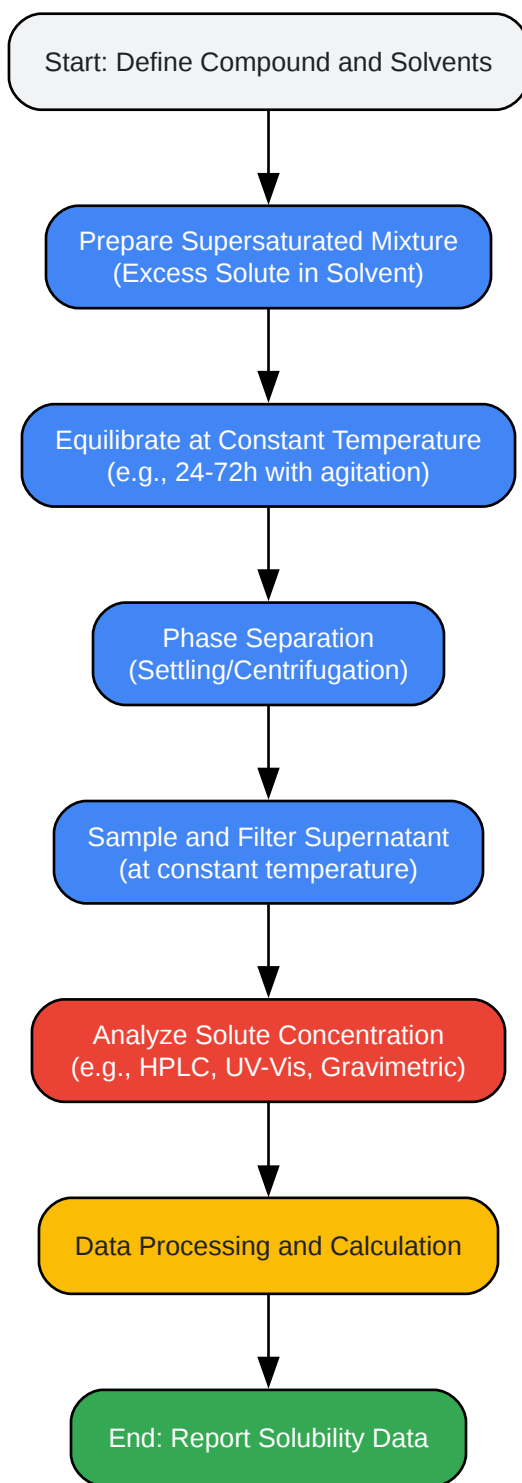 Start: Define Compound and Solvents
Prepare Supersaturated Mixture
(Excess Solute in Solvent)
Equilibrate at Constant Temperature
(e.g., 24-72h with agitation)
Phase Separation
(Settling/Centrifugation)
Sample and Filter Supernatant
(at constant temperature)
Analyze Solute Concentration
(e.g., HPLC, UV-Vis, Gravimetric)
Data Processing and Calculation
End: Report Solubility Data